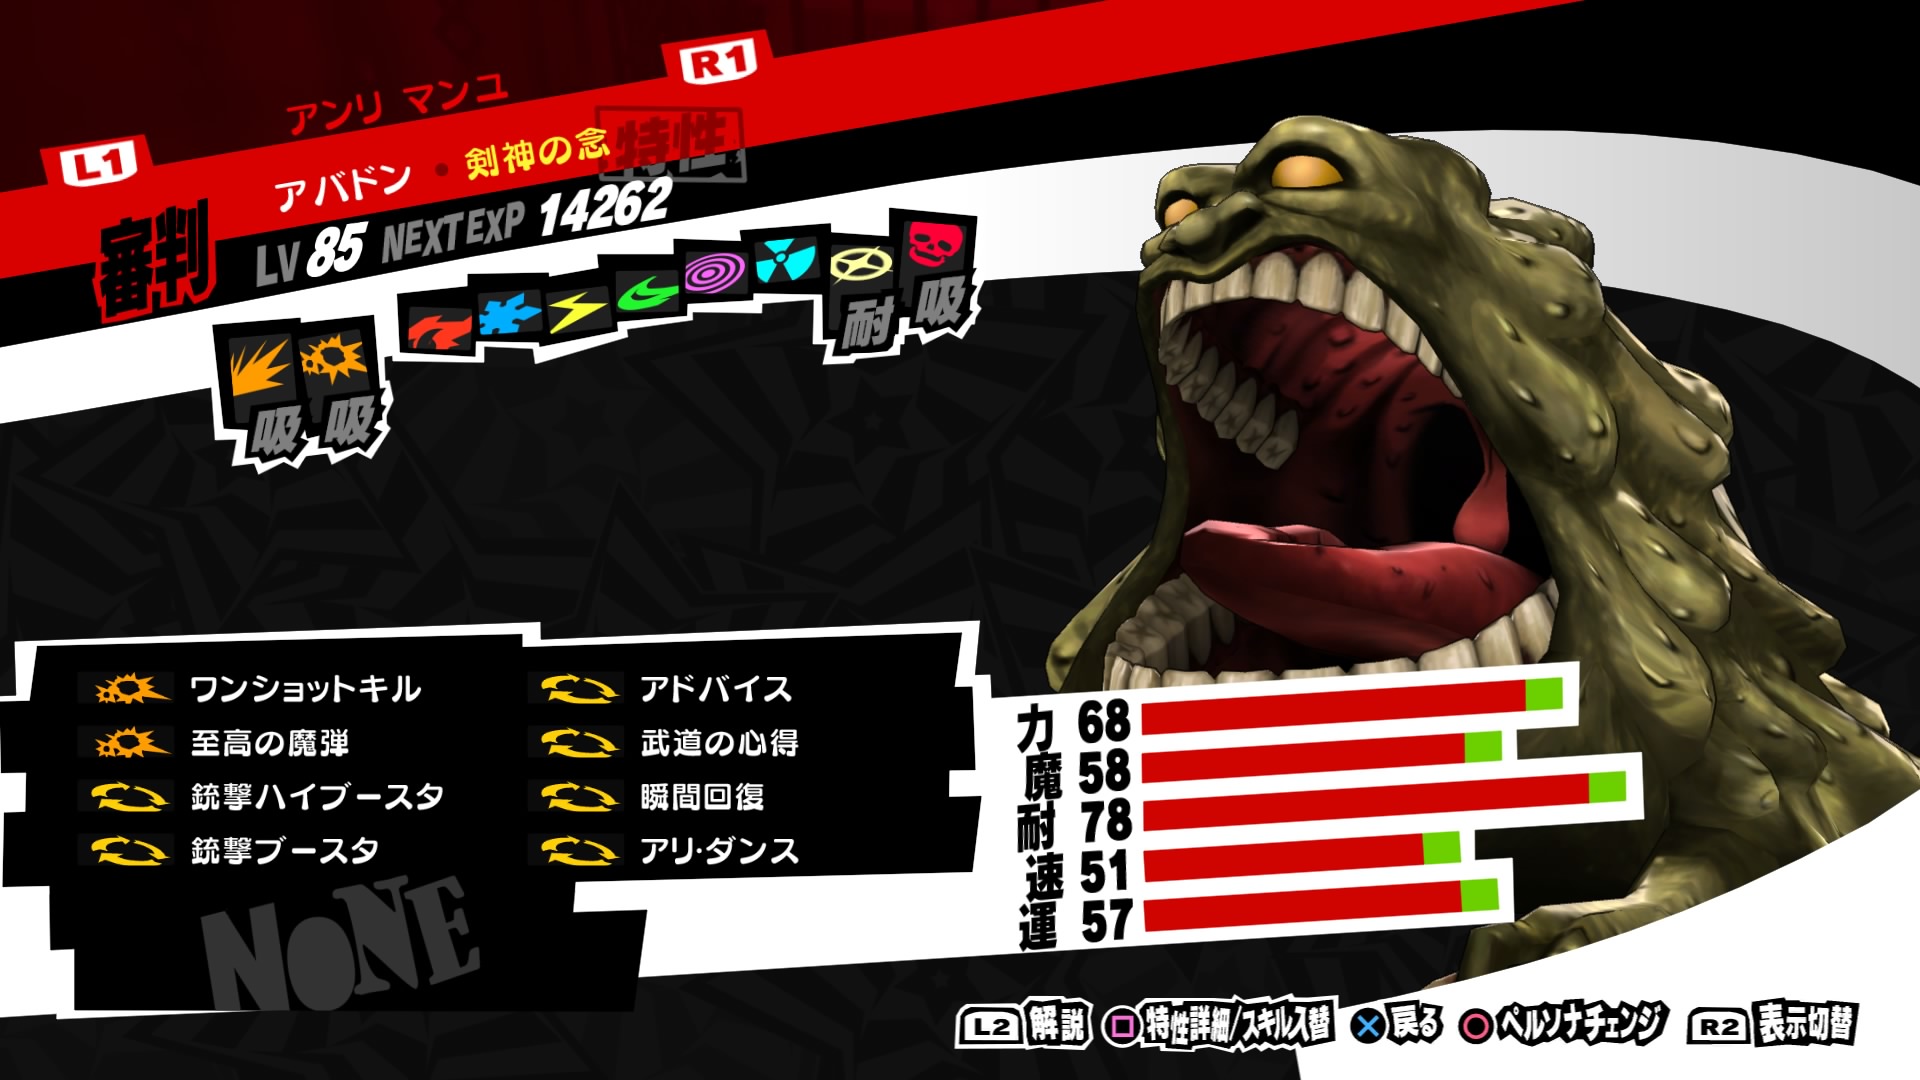 アンリ マンユ
R1
L1
アバドン・剣神の念
特性
審判
LV 85 NEXT EXP 14262
耐 吸
吸 吸
ワンショットキル
至高の魔弾
銃撃ハイブースタ
銃撃ブースタ
アドバイス
武道の心得
瞬間回復
アリ・ダンス
NONE
力 68
魔 58
耐 78
速 51
運 57
L2 解説 特性詳細/スキル入替 戻る ペルソナチェンジ R2 表示切替